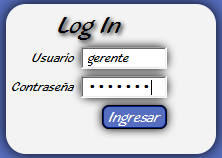 Log In
Usuario gerente
Contraseña •••••••
Ingresar